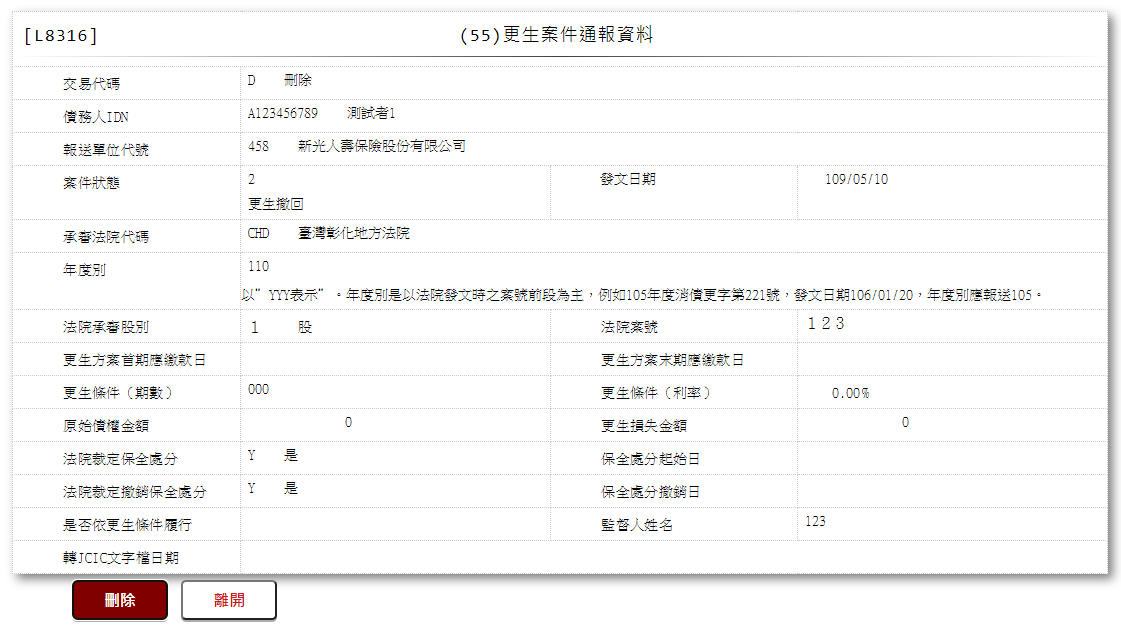 [L8316]
(55)更生案件通報資料
交易代碼 D 刪除
債務人IDN A123456789 測試者1
報送單位代號 458 新光人壽保險股份有限公司
案件狀態 2 發文日期 109/05/10
更生撤回
承審法院代碼 CHD 臺灣彰化地方法院
年度別 110
以”YYY表示”。年度別是以法院發文時之案號前段為主，例如105年度消債更字第221號，發文日期106/01/20，年度別應報送105。
法院承審股別 1 股 法院案號 １２３
更生方案首期應繳款日 更生方案末期應繳款日
更生條件（期數） 000 更生條件（利率） 0.00%
原始債權金額 0 更生損失金額 0
法院裁定保全處分 Y 是 保全處分起始日
法院裁定撤銷保全處分 Y 是 保全處分撤銷日
是否依更生條件履行 監督人姓名 123
轉JCIC文字檔日期
刪除 離開